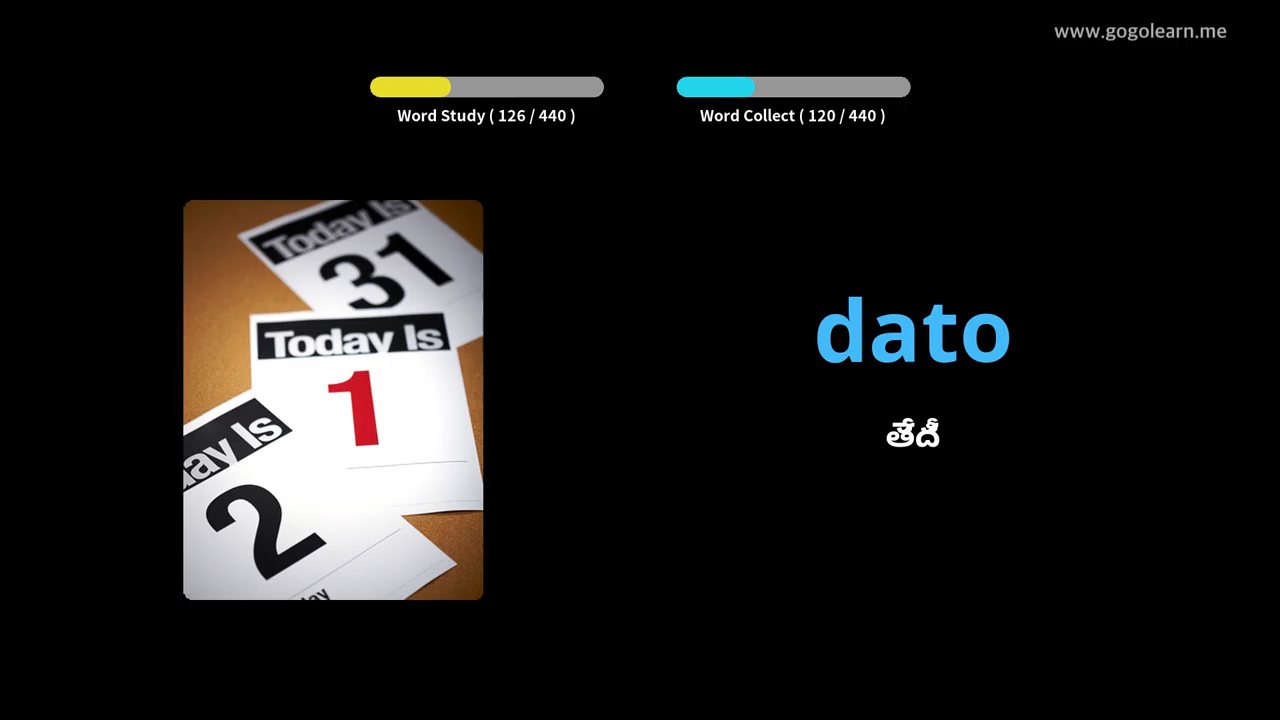 www.gogolearn.me
Word Study ( 126 / 440 )
Word Collect ( 120 / 440 )
Today Is
31
Today Is
1
ay Is
2
day
dato
తేదీ